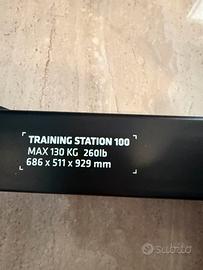 TRAINING STATION 100
MAX 130 KG 260lb
686 x 511 x 929 mm
subito